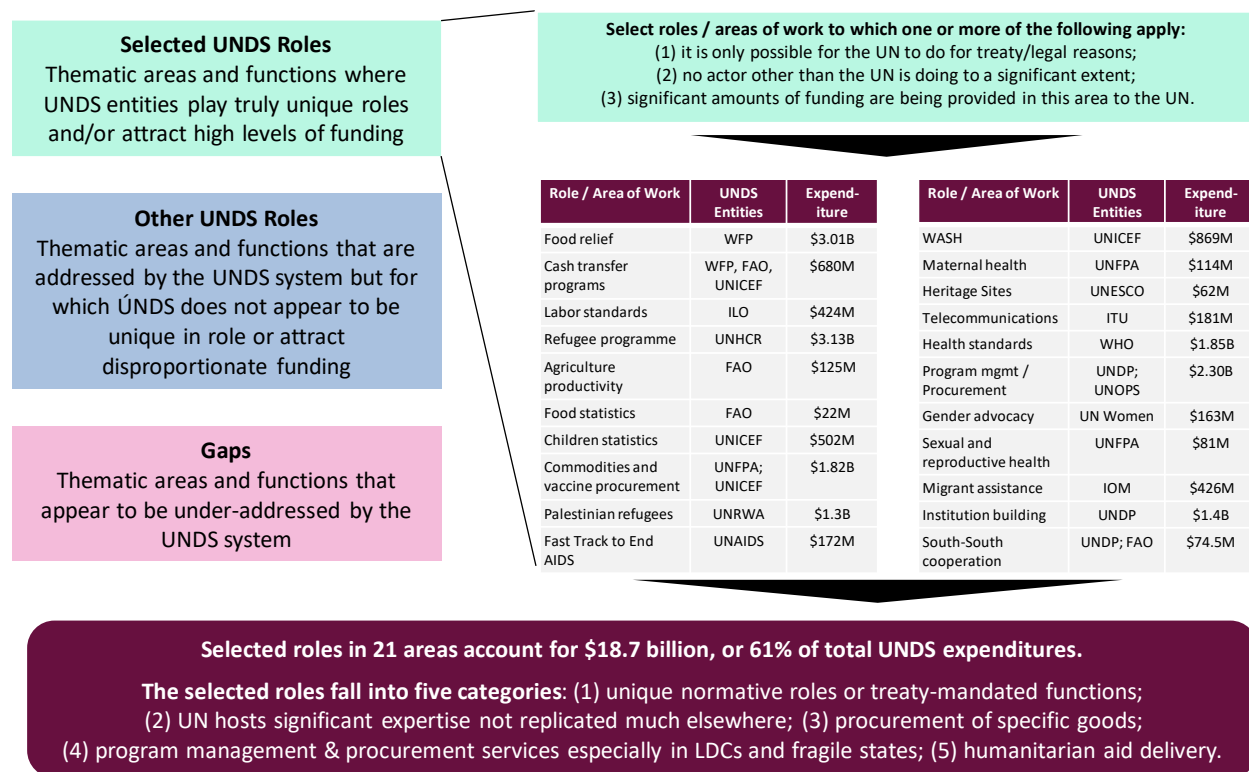 Selected UNDS Roles
Thematic areas and functions where
UNDS entities play truly unique roles
and/or attract high levels of funding
Other UNDS Roles
Thematic areas and functions that are
addressed by the UNDS system but for
which ÚNDS does not appear to be
unique in role or attract
disproportionate funding
Gaps
Thematic areas and functions that
appear to be under-addressed by the
UNDS system
Select roles / areas of work to which one or more of the following apply:
(1) it is only possible for the UN to do for treaty/legal reasons;
(2) no actor other than the UN is doing to a significant extent;
(3) significant amounts of funding are being provided in this area to the UN.
Role / Area of Work UNDS Expend-
Entities iture
Food relief WFP $3.01B
Cash transfer WFP, FAO, $680M
programs UNICEF
Labor standards ILO $424M
Refugee programme UNHCR $3.13B
Agriculture FAO $125M
productivity
Food statistics FAO $22M
Children statistics UNICEF $502M
Commodities and UNFPA; $1.82B
vaccine procurement UNICEF
Palestinian refugees UNRWA $1.3B
Fast Track to End UNAIDS $172M
AIDS
Role / Area of Work UNDS Expend-
Entities iture
WASH UNICEF $869M
Maternal health UNFPA $114M
Heritage Sites UNESCO $62M
Telecommunications ITU $181M
Health standards WHO $1.85B
Program mgmt / UNDP; $2.30B
Procurement UNOPS
Gender advocacy UN Women $163M
Sexual and UNFPA $81M
reproductive health
Migrant assistance IOM $426M
Institution building UNDP $1.4B
South-South UNDP; FAO $74.5M
cooperation
Selected roles in 21 areas account for $18.7 billion, or 61% of total UNDS expenditures.
The selected roles fall into five categories: (1) unique normative roles or treaty-mandated functions;
(2) UN hosts significant expertise not replicated much elsewhere; (3) procurement of specific goods;
(4) program management & procurement services especially in LDCs and fragile states; (5) humanitarian aid delivery.